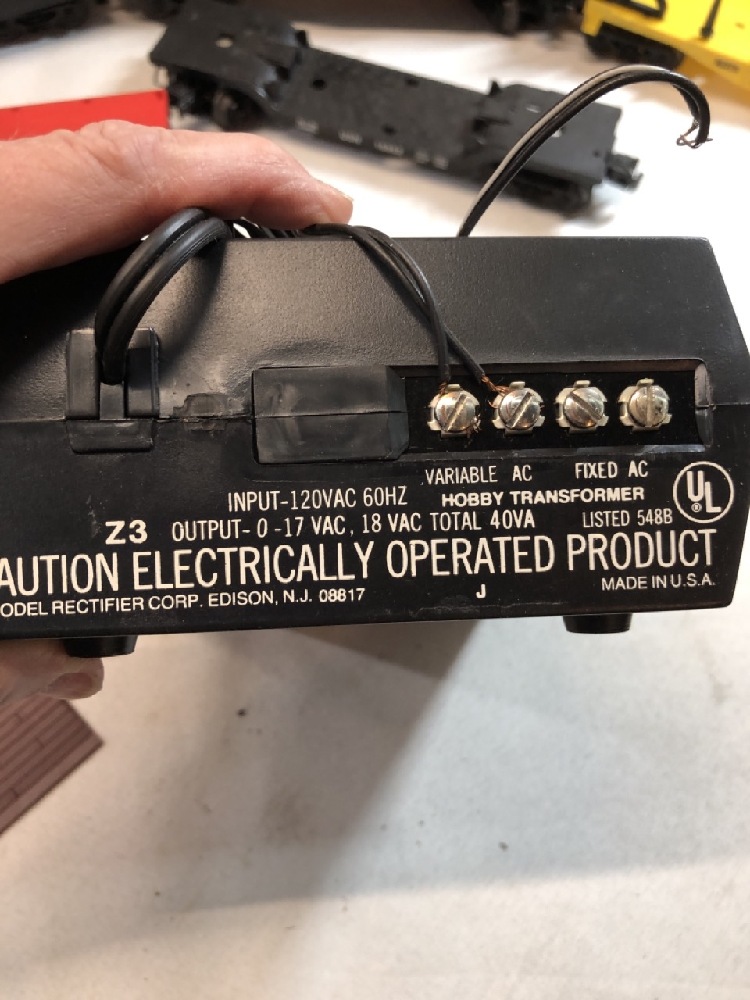 VARIABLE AC FIXED AC
INPUT-120VAC 60HZ HOBBY TRANSFORMER
UL
®
Z3 OUTPUT- 0 -17 VAC, 18 VAC TOTAL 40VA LISTED 548B
AUTION ELECTRICALLY OPERATED PRODUCT
ODEL RECTIFIER CORP. EDISON, N.J. 08817 J MADE IN U.S.A.